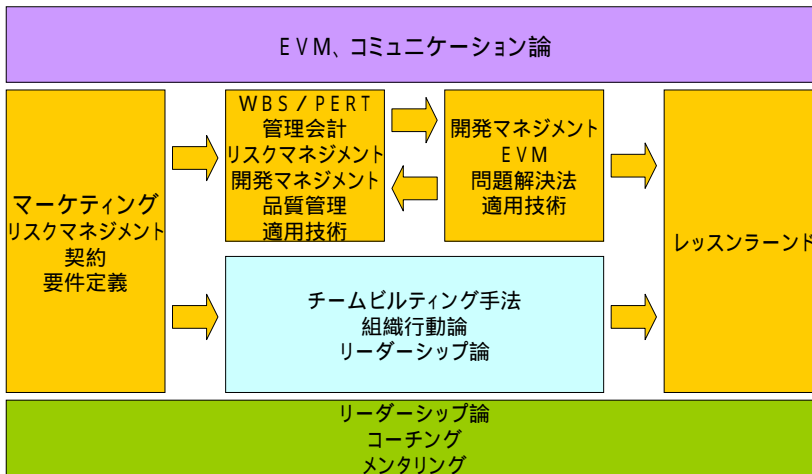 EVM、コミュニケーション論
マーケティング
リスクマネジメント
契約
要件定義
WBS/PERT
管理会計
リスクマネジメント
開発マネジメント
品質管理
適用技術
開発マネジメント
EVM
問題解決法
適用技術
チームビルティング手法
組織行動論
リーダーシップ論
レッスンラーンド
リーダーシップ論
コーチング
メンタリング